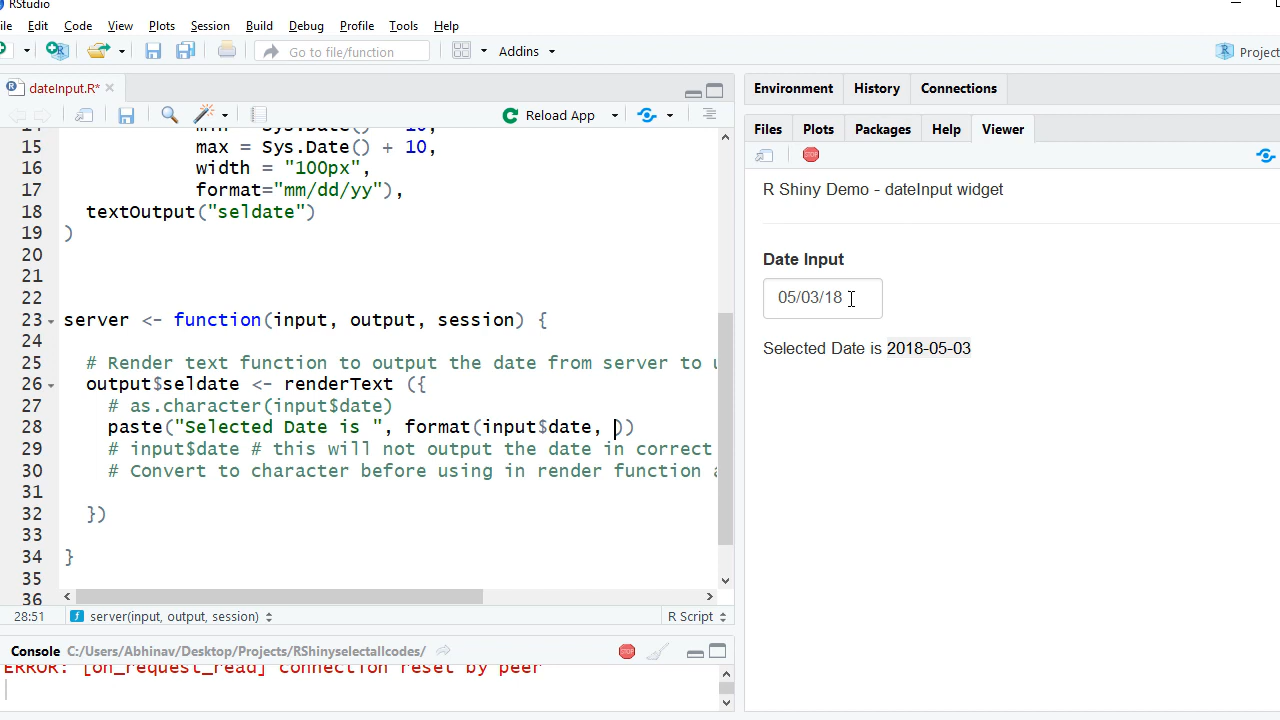 RStudio
Edit Code View Plots Session Build Debug Profile Tools Help
Go to file/function
Addins
dateInput.R*
Reload App
15 max = Sys.Date() + 10,
16 width = "100px",
17 format="mm/dd/yy"),
18 textOutput("seldate")
19 )
20
21
22
23 server <- function(input, output, session) {
24
25 # Render text function to output the date from server to
26 output$seldate <- renderText ({
27 # as.character(input$date)
28 paste("Selected Date is ", format(input$date, ))
29 # input$date # this will not output the date in correct
30 # Convert to character before using in render function
31
32 })
33
34 }
35
36
28:51 server(input, output, session) R Script
Console C:/Users/Abhinav/Desktop/Projects/RShinyselectallcodes/
ERROR: [on_request_read] connection reset by peer
Project
Environment History Connections
Files Plots Packages Help Viewer
STOP
R Shiny Demo - dateInput widget
Date Input
05/03/18
Selected Date is 2018-05-03